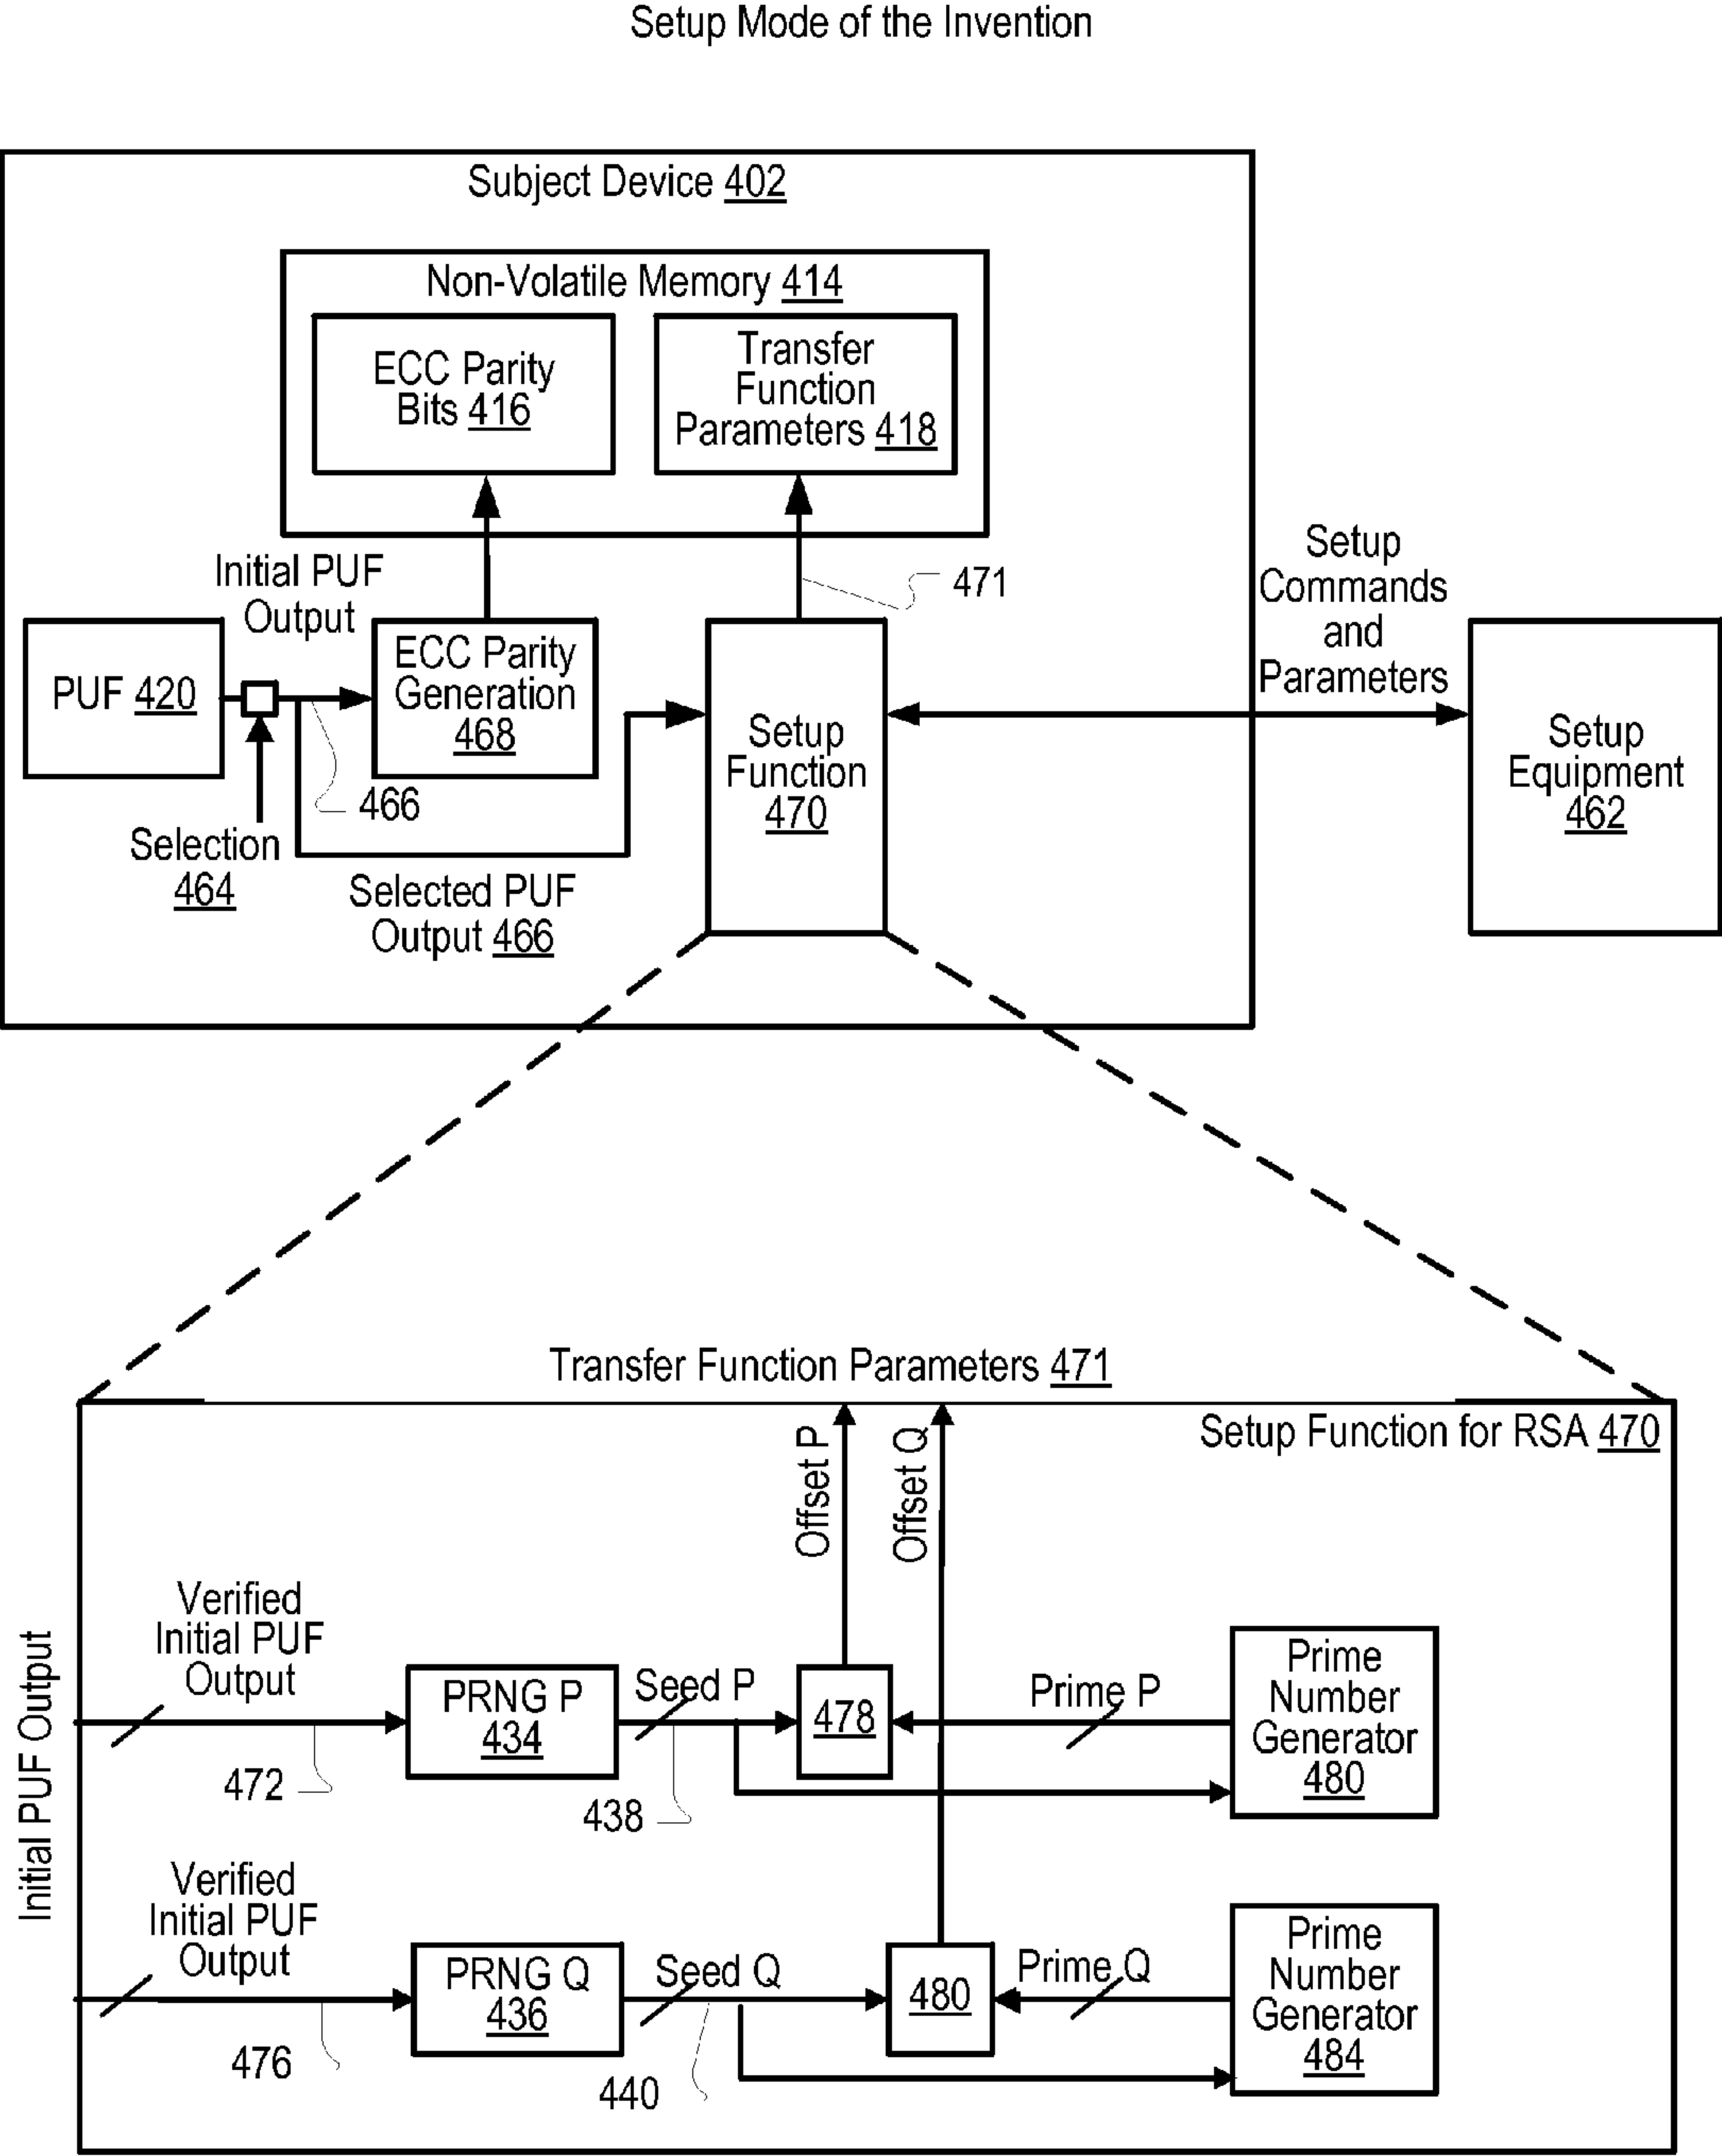 Setup Mode of the Invention
Subject Device 402
Non-Volatile Memory 414
ECC Parity
Bits 416
Transfer
Function
Parameters 418
Initial PUF
Output
471
Setup
Commands
and
Parameters
PUF 420
ECC Parity
Generation
468
Setup
Function
470
Setup
Equipment
462
466
Selection
464
Selected PUF
Output 466
Transfer Function Parameters 471
Setup Function for RSA 470
Offset P
Offset Q
Initial PUF Output
Verified
Initial PUF
Output
PRNG P
434
Seed P
478
Prime P
Prime
Number
Generator
480
472
438
Verified
Initial PUF
Output
PRNG Q
436
Seed Q
480
Prime Q
Prime
Number
Generator
484
476
440